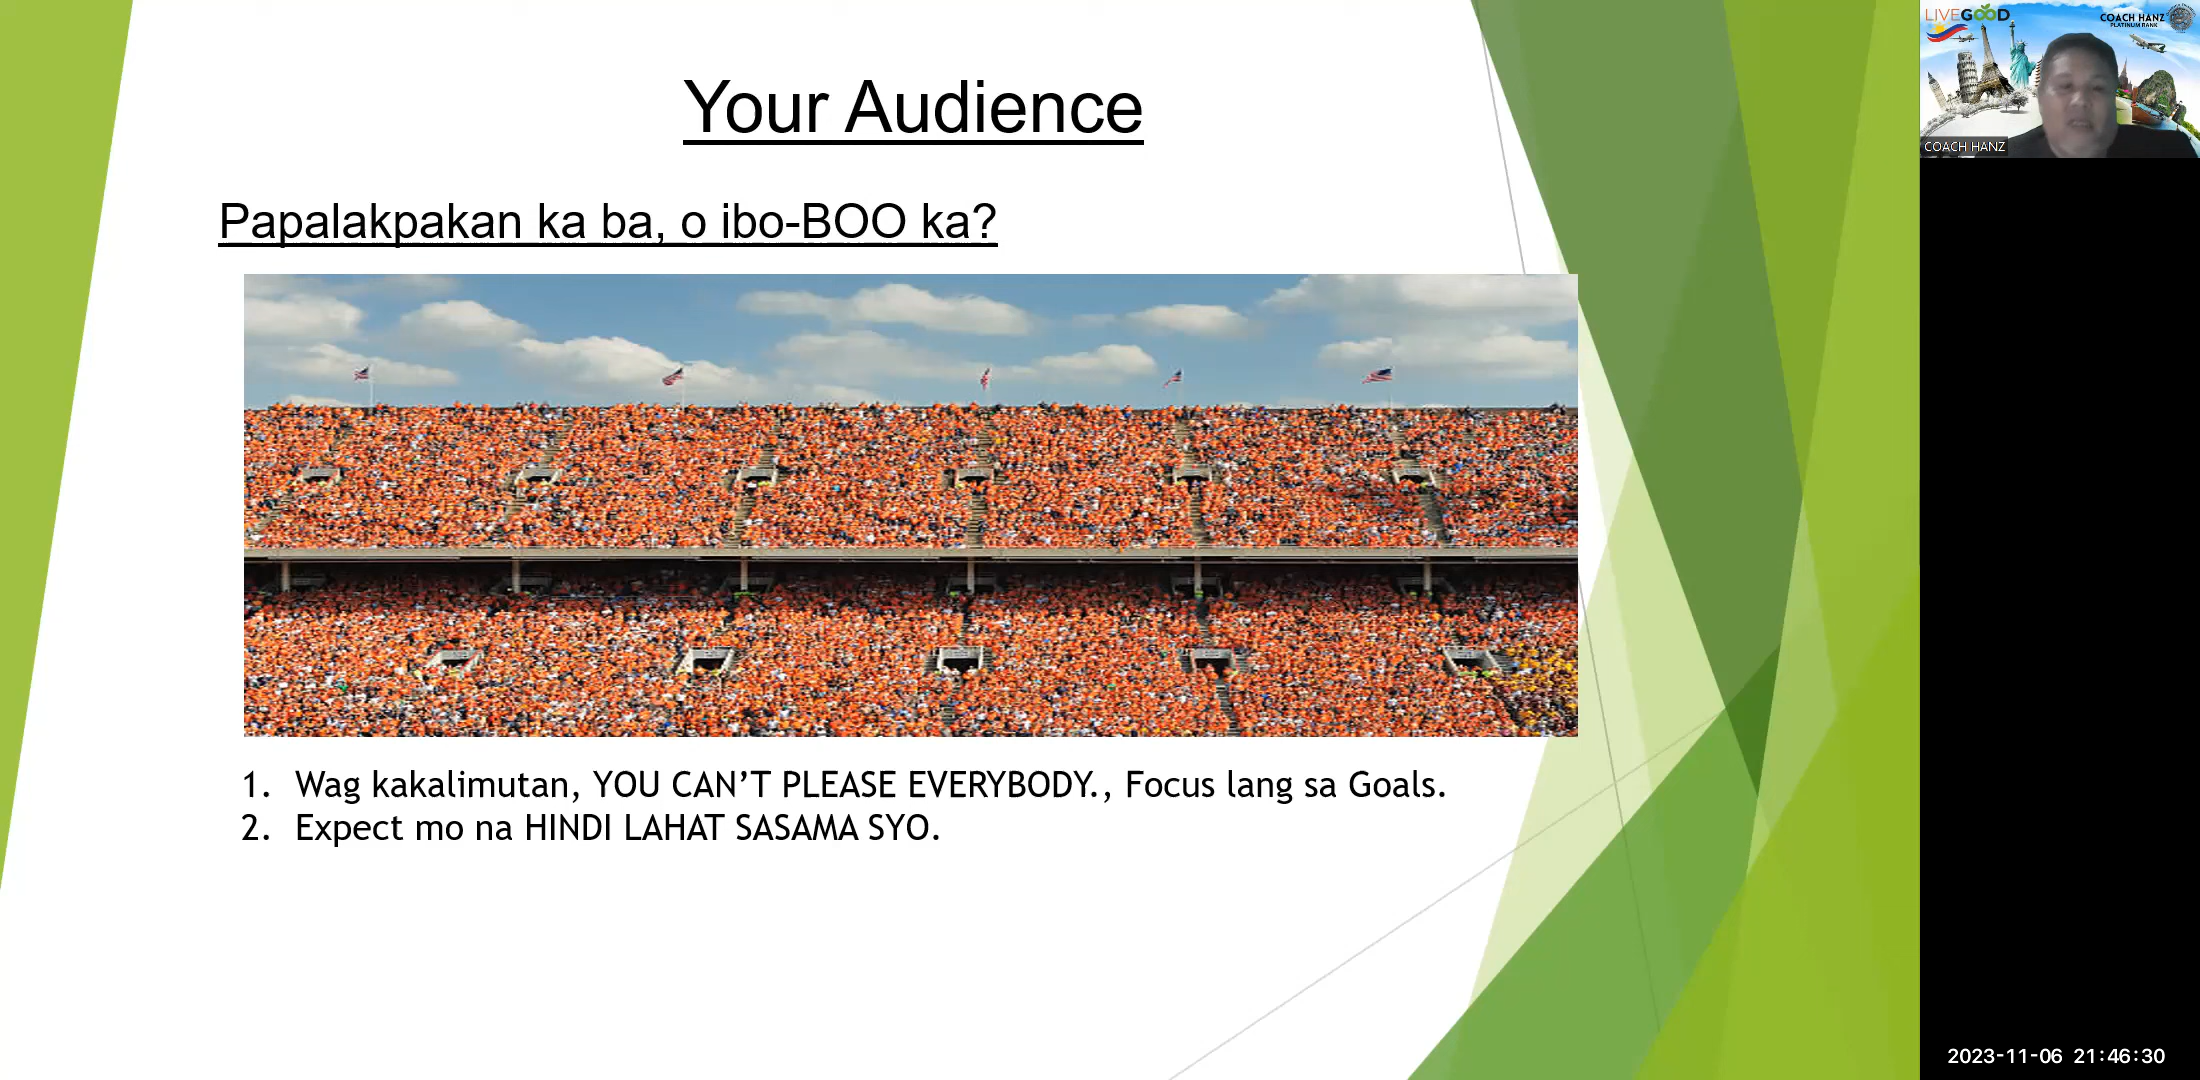 Your Audience
Papalakpakan ka ba, o ibo-BOO ka?
1. Wag kakalimutan, YOU CAN’T PLEASE EVERYBODY., Focus lang sa Goals.
2. Expect mo na HINDI LAHAT SASAMA SYO.
LIVEGOOD
COACH HANZ
PLATINUM RANK
COACH HANZ
2023-11-06 21:46:30